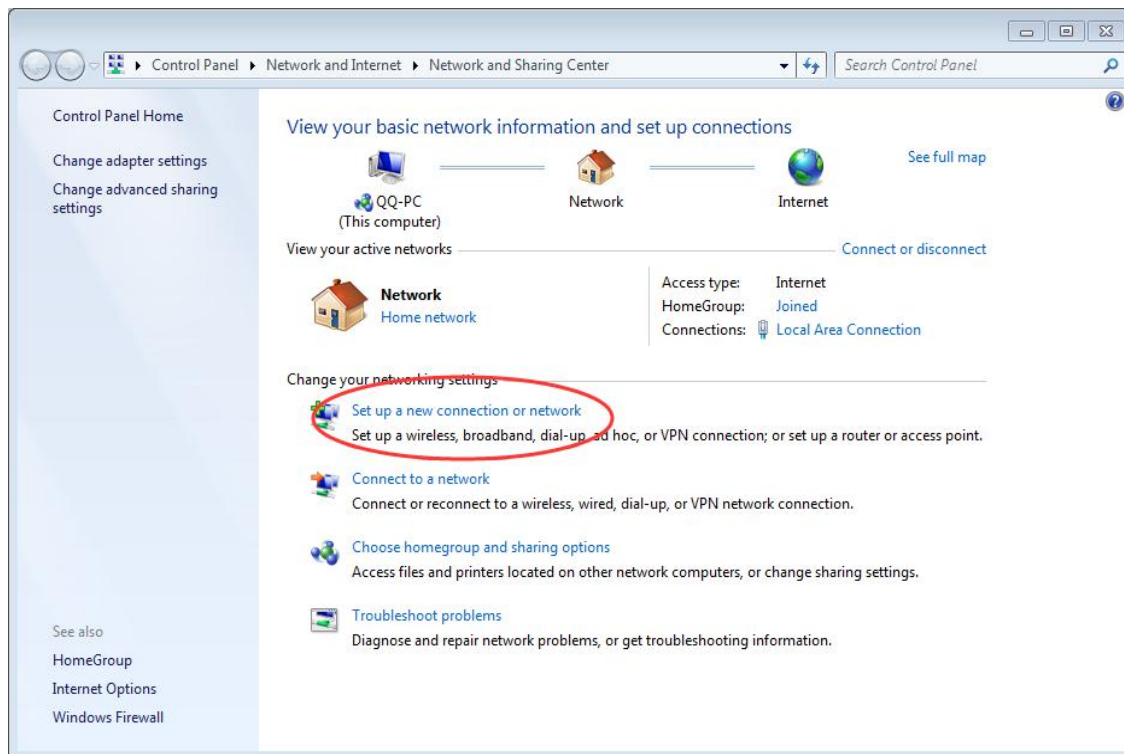 Control Panel ▸ Network and Internet ▸ Network and Sharing Center
Search Control Panel
Control Panel Home
Change adapter settings
Change advanced sharing
settings
See also
HomeGroup
Internet Options
Windows Firewall
View your basic network information and set up connections
See full map
QQ-PC
(This computer)
Network
Internet
View your active networks
Connect or disconnect
Network
Home network
Access type: Internet
HomeGroup: Joined
Connections: Local Area Connection
Change your networking settings
Set up a new connection or network
Set up a wireless, broadband, dial-up, ad hoc, or VPN connection; or set up a router or access point.
Connect to a network
Connect or reconnect to a wireless, wired, dial-up, or VPN network connection.
Choose homegroup and sharing options
Access files and printers located on other network computers, or change sharing settings.
Troubleshoot problems
Diagnose and repair network problems, or get troubleshooting information.